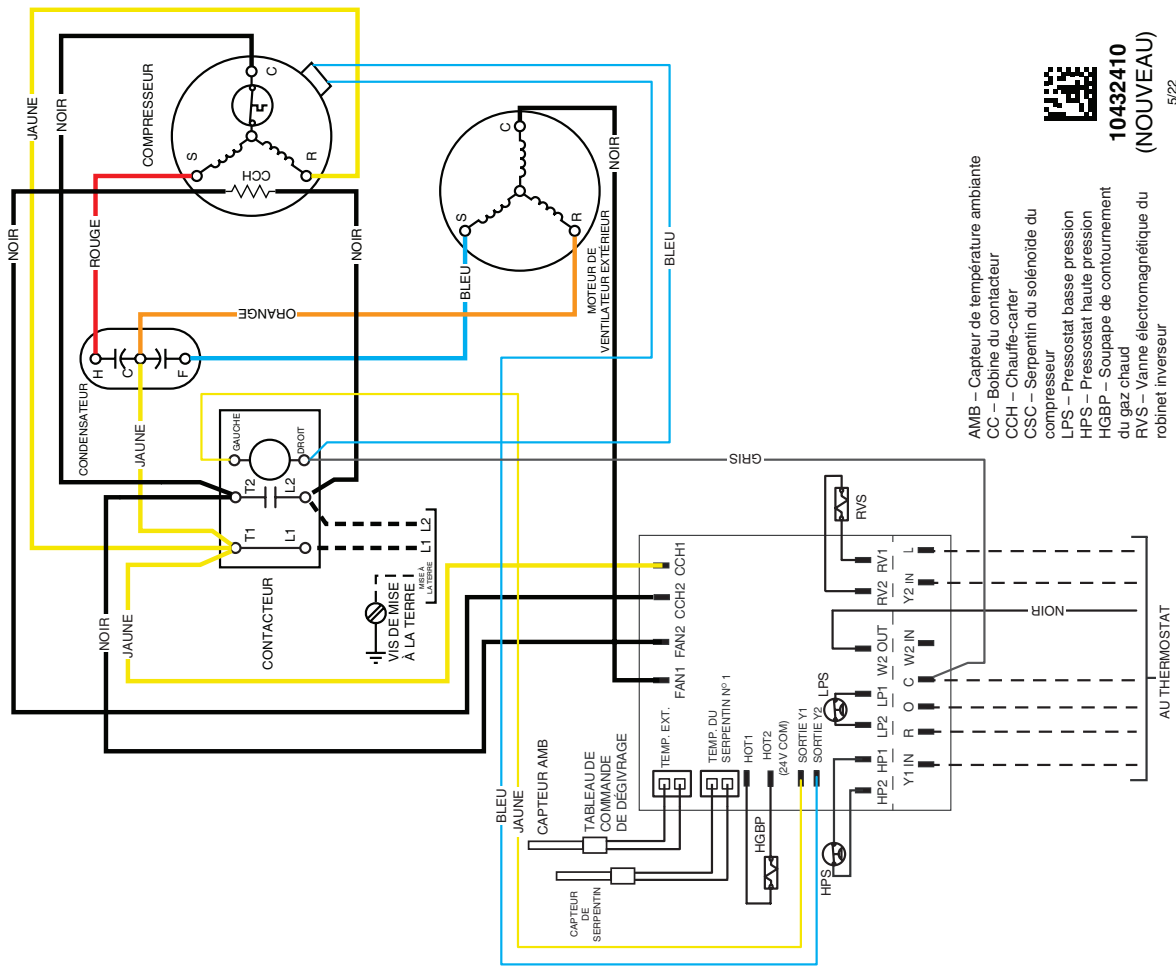 JAUNE
NOIR
NOIR
COMPRESSEUR
C
S
R
CCH
ROUGE
NOIR
NOIR
C
S
R
BLEU
MOTEUR DE
VENTILATEUR EXTÉRIEUR
BLEU
ORANGE
CONDENSATEUR
H
C
F
JAUNE
GAUCHE
DROIT
T2
L2
T1
L1
CONTACTEUR
NOIR
JAUNE
L1
L2
MISE À
LA TERRE
VIS DE MISE
À LA TERRE
GRIS
BLEU
JAUNE
CAPTEUR AMB
TABLEAU DE
COMMANDE
DE DÉGIVRAGE
CAPTEUR
DE
SERPENTIN
FAN1
FAN2
CCH2
CCH1
TEMP. EXT.
TEMP. DU
SERPENTIN Nº 1
HOT1
HOT2
(24 V COM)
SORTIE Y1
SORTIE Y2
HGBP
HPS
LPS
RVS
HP2
HP1
LP2
LP1
W2 OUT
RV2
RV1
Y1 IN
R
O
C
W2 IN
Y2 IN
L
NOIR
AU THERMOSTAT
AMB – Capteur de température ambiante
CC – Bobine du contacteur
CCH – Chauffe-carter
CSC – Serpentin du solénoïde du
compresseur
LPS – Pressostat basse pression
HPS – Pressostat haute pression
HGBP – Soupape de contournement
du gaz chaud
RVS – Vanne électromagnétique du
robinet inverseur
10432410
(NOUVEAU)
5/22